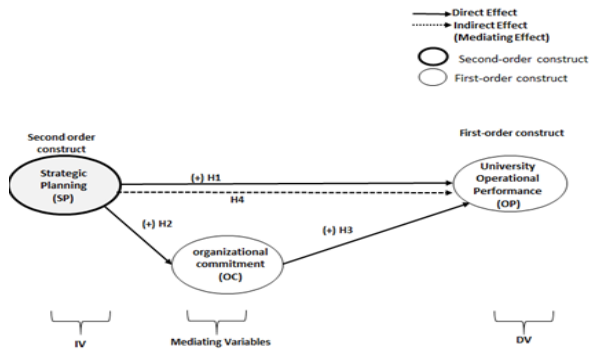 Direct Effect
Indirect Effect
(Mediating Effect)
Second-order construct
First-order construct
Second order
construct
First-order construct
Strategic
Planning
(SP)
(+) H1
H4
University
Operational
Performance
(OP)
(+) H2
(+) H3
organizational
commitment
(OC)
IV
Mediating Variables
DV